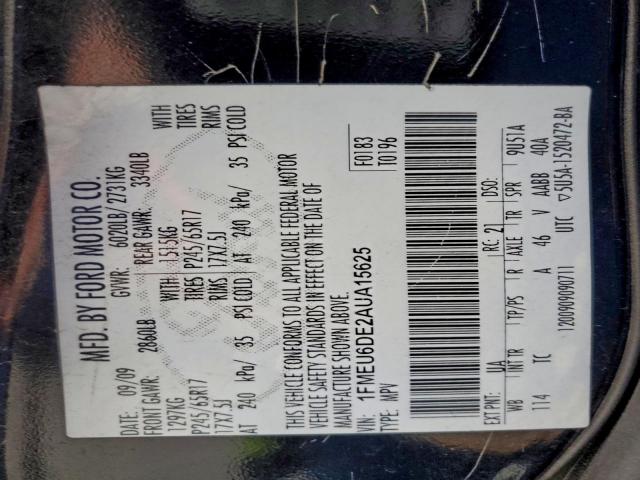 MFD. BY FORD MOTOR CO.
09/09 GVWR: 6020LB/2731KG
FRONT GAWR: 2860LB REAR GAWR: 3340LB
1297KG WITH 1515KG WITH
P245/65R17 TIRES P245/65R17 TIRES
17X7.5J RIMS 17X7.5J RIMS
AT 240 kPa/ 35 PSI COLD AT 240 kPa/ 35 PSI COLD
THIS VEHICLE CONFORMS TO ALL APPLICABLE FEDERAL MOTOR
VEHICLE SAFETY STANDARDS IN EFFECT ON THE DATE OF
MANUFACTURE SHOWN ABOVE.
VIN: 1FMEU6DE2AUA15625 F0183
TYPE: MPV T0196
EXT PNT: UA RC: 21 DSO:
WB INT TR TP/PS R AXLE TR SPR 9U51A
114 TC A 46 V AABB 40A
120090909071 1 UTC ▽5U5A-1520472-BA